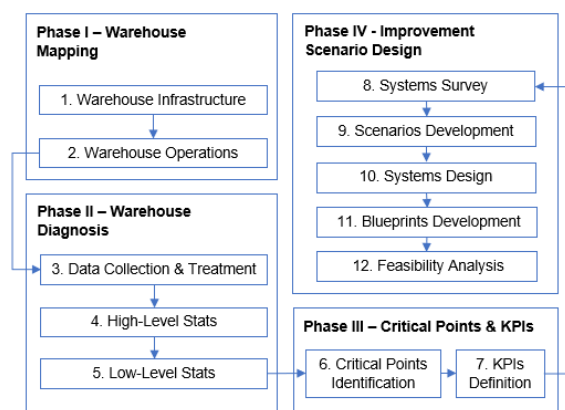 Phase I – Warehouse
Mapping
1. Warehouse Infrastructure
2. Warehouse Operations
Phase II – Warehouse
Diagnosis
3. Data Collection & Treatment
4. High-Level Stats
5. Low-Level Stats
Phase III – Critical Points & KPIs
6. Critical Points
Identification
7. KPIs
Definition
Phase IV - Improvement
Scenario Design
8. Systems Survey
9. Scenarios Development
10. Systems Design
11. Blueprints Development
12. Feasibility Analysis